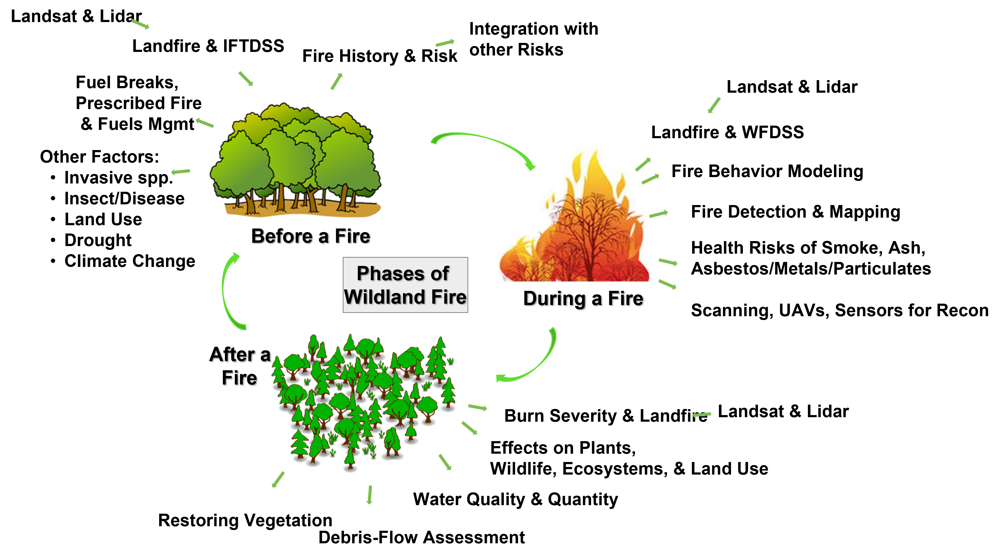 Landsat & Lidar
Landfire & IFTDSS
Fire History & Risk
Integration with
other Risks
Fuel Breaks,
Prescribed Fire
& Fuels Mgmt
Other Factors:
• Invasive spp.
• Insect/Disease
• Land Use
• Drought
• Climate Change
Before a Fire
Landsat & Lidar
Landfire & WFDSS
Fire Behavior Modeling
Fire Detection & Mapping
Health Risks of Smoke, Ash,
Asbestos/Metals/Particulates
Scanning, UAVs, Sensors for Recon
During a Fire
Phases of
Wildland Fire
After a
Fire
Burn Severity & Landfire
Landsat & Lidar
Effects on Plants,
Wildlife, Ecosystems, & Land Use
Water Quality & Quantity
Restoring Vegetation
Debris-Flow Assessment